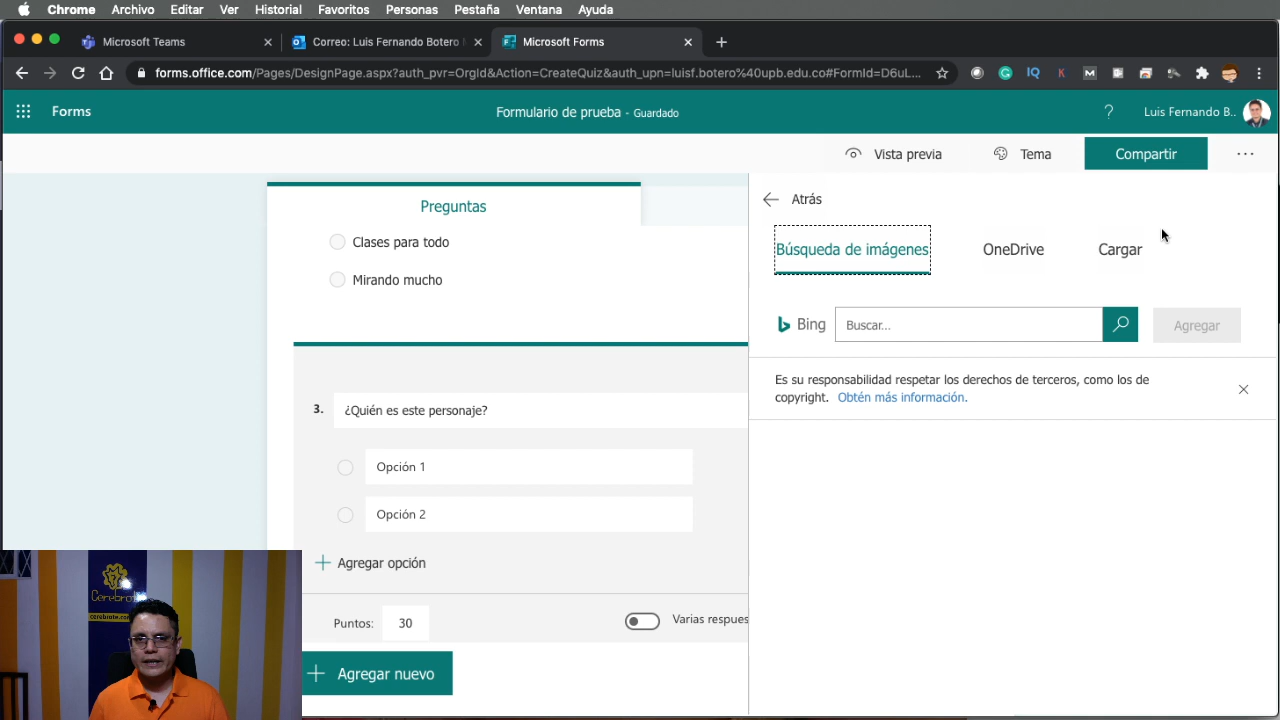 Chrome Archivo Editar Ver Historial Favoritos Personas Pestaña Ventana Ayuda
Microsoft Teams
Correo: Luis Fernando Botero
Microsoft Forms
forms.office.com/Pages/DesignPage.aspx?auth_pvr=OrgId&Action=CreateQuiz&auth_upn=luisf.botero%40upb.edu.co#FormId=D6uL...
Forms
Formulario de prueba - Guardado
?
Luis Fernando B..
Vista previa
Tema
Compartir
...
Preguntas
Clases para todo
Mirando mucho
3. ¿Quién es este personaje?
Opción 1
Opción 2
Agregar opción
Puntos: 30
Varias respues
Agregar nuevo
Atrás
Búsqueda de imágenes OneDrive Cargar
Bing Buscar... Agregar
Es su responsabilidad respetar los derechos de terceros, como los de
copyright. Obtén más información.
Cerebrote
cerebrote.com